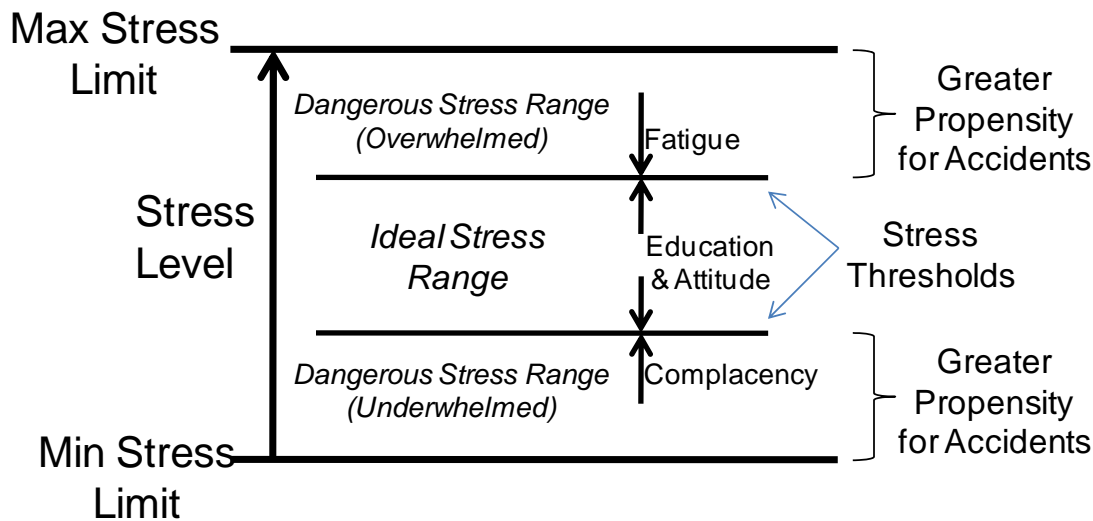 Max Stress
Limit
Dangerous Stress Range
(Overwhelmed)
Fatigue
Greater
Propensity
for Accidents
Stress
Level
Ideal Stress
Range
Education
& Attitude
Stress
Thresholds
Dangerous Stress Range
(Underwhelmed)
Complacency
Greater
Propensity
for Accidents
Min Stress
Limit